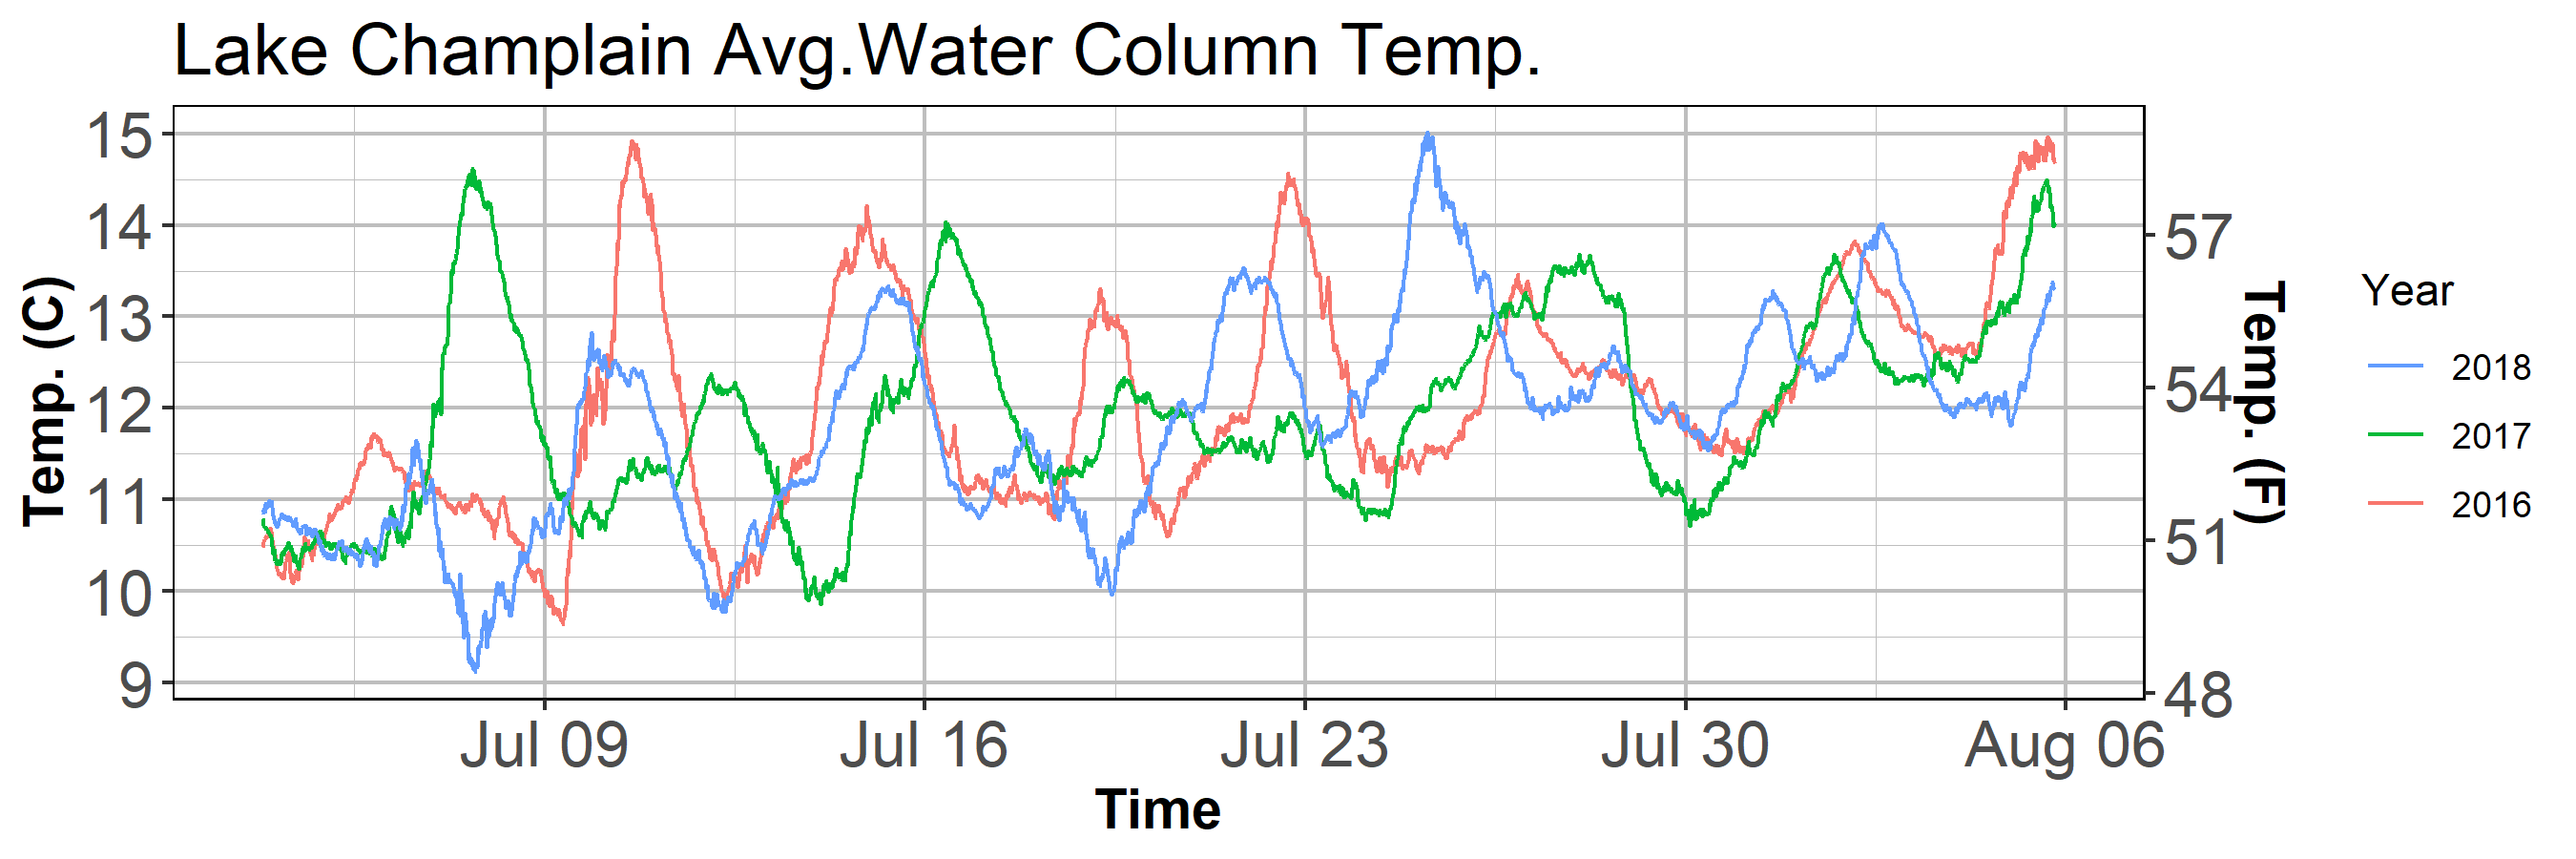 Lake Champlain Avg.Water Column Temp.
Temp. (C)
15
14
13
12
11
10
9
57
54
51
48
Temp. (F)
Jul 09
Jul 16
Jul 23
Jul 30
Aug 06
Time
Year
2018
2017
2016